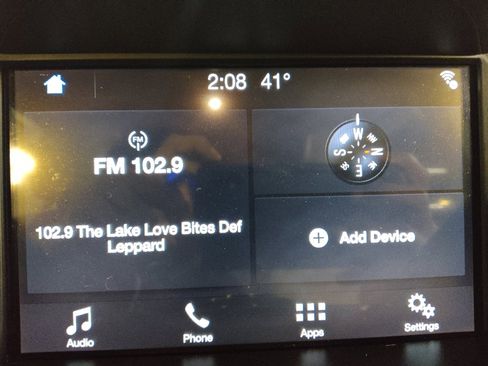 2:08 41°
FM
FM 102.9
102.9 The Lake Love Bites Def
Leppard
W
S N
E
Add Device
Audio
Phone
Apps
Settings